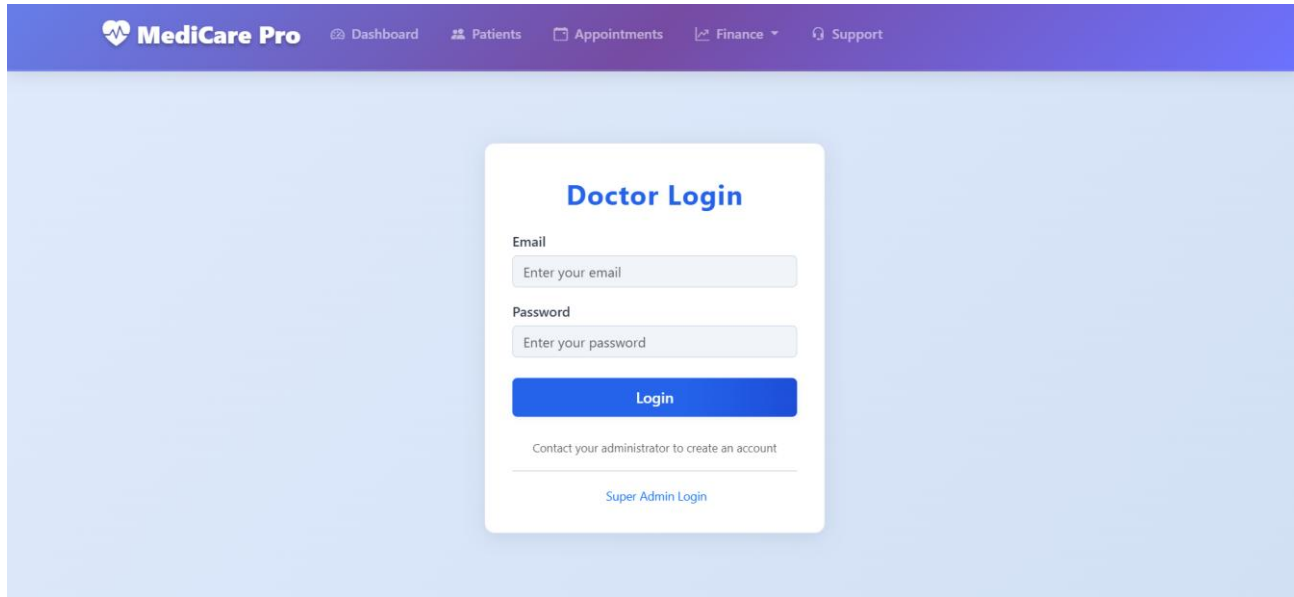 MediCare Pro Dashboard Patients Appointments Finance Support
Doctor Login
Email
Enter your email
Password
Enter your password
Login
Contact your administrator to create an account
Super Admin Login